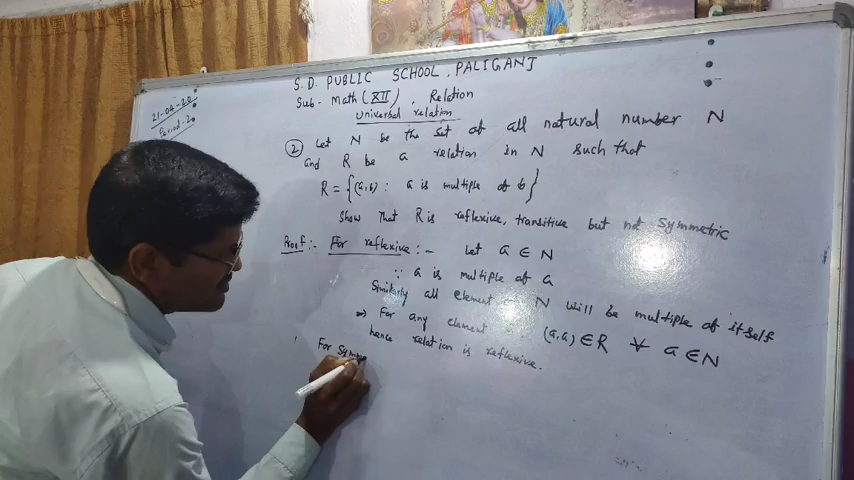 S.D. PUBLIC SCHOOL, PALIGANJ
21-04-20
Period-2
Sub- Math (XII), Relation
Universal relation
② Let N be the set of all natural number N
and R be a relation in N such that
R = {(a,b) : a is multiple of b}
Show that R is reflexive, transitive but not symmetric
Proof :- For reflexive :- Let a ∈ N
∵ a is multiple of a
Similarly all element N will be multiple of itself
⇒ For any element (a,a) ∈ R ∀ a ∈ N
hence relation is reflexive.
For Symm